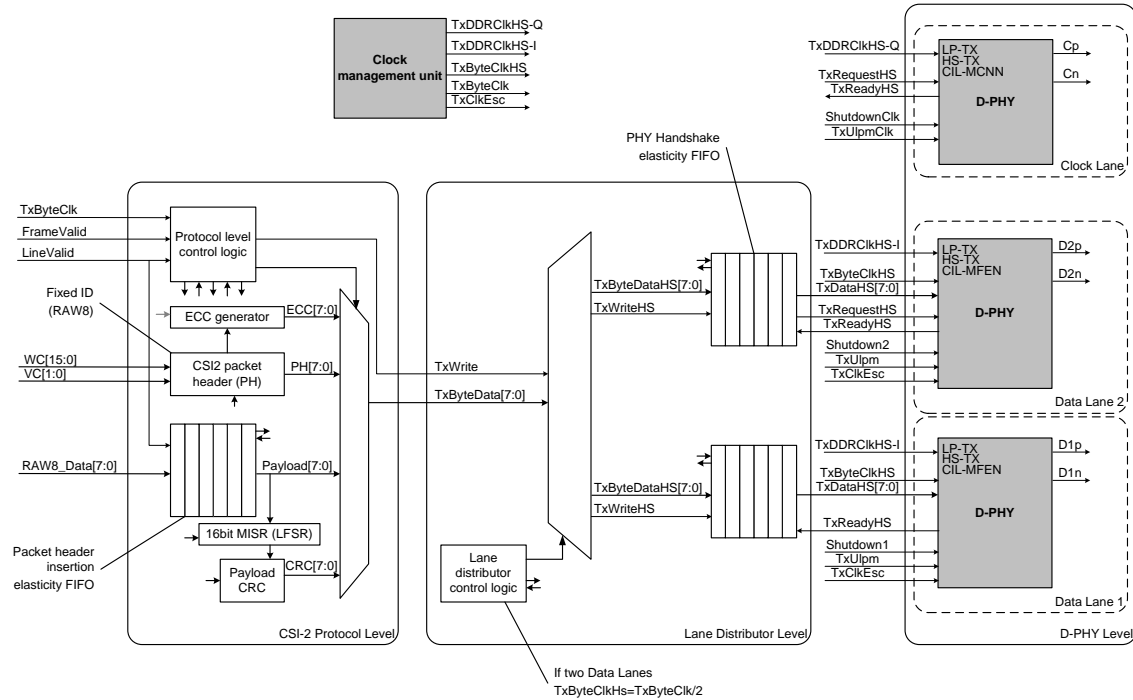 Clock
management unit
TxDDRClkHS-Q
TxDDRClkHS-I
TxByteClkHS
TxByteClk
TxClkEsc
TxDDRClkHS-Q
TxRequestHS
TxReadyHS
ShutdownClk
TxUlpmClk
LP-TX
HS-TX
CIL-MCNN
D-PHY
Cp
Cn
Clock Lane
PHY Handshake
elasticity FIFO
TxByteClk
FrameValid
LineValid
Protocol level
control logic
Fixed ID
(RAW8)
ECC generator
ECC[7:0]
WC[15:0]
VC[1:0]
CSI2 packet
header (PH)
PH[7:0]
RAW8_Data[7:0]
Payload[7:0]
16bit MISR (LFSR)
Payload
CRC
CRC[7:0]
Packet header
insertion
elasticity FIFO
CSI-2 Protocol Level
TxWrite
TxByteData[7:0]
TxByteDataHS[7:0]
TxWriteHS
TxByteDataHS[7:0]
TxWriteHS
Lane
distributor
control logic
Lane Distributor Level
If two Data Lanes
TxByteClkHs=TxByteClk/2
TxDDRClkHS-I
TxByteClkHS
TxDataHS[7:0]
TxRequestHS
TxReadyHS
Shutdown2
TxUlpm
TxClkEsc
LP-TX
HS-TX
CIL-MFEN
D-PHY
D2p
D2n
Data Lane 2
TxDDRClkHS-I
TxByteClkHS
TxDataHS[7:0]
TxReadyHS
Shutdown1
TxUlpm
TxClkEsc
LP-TX
HS-TX
CIL-MFEN
D-PHY
D1p
D1n
Data Lane 1
D-PHY Level